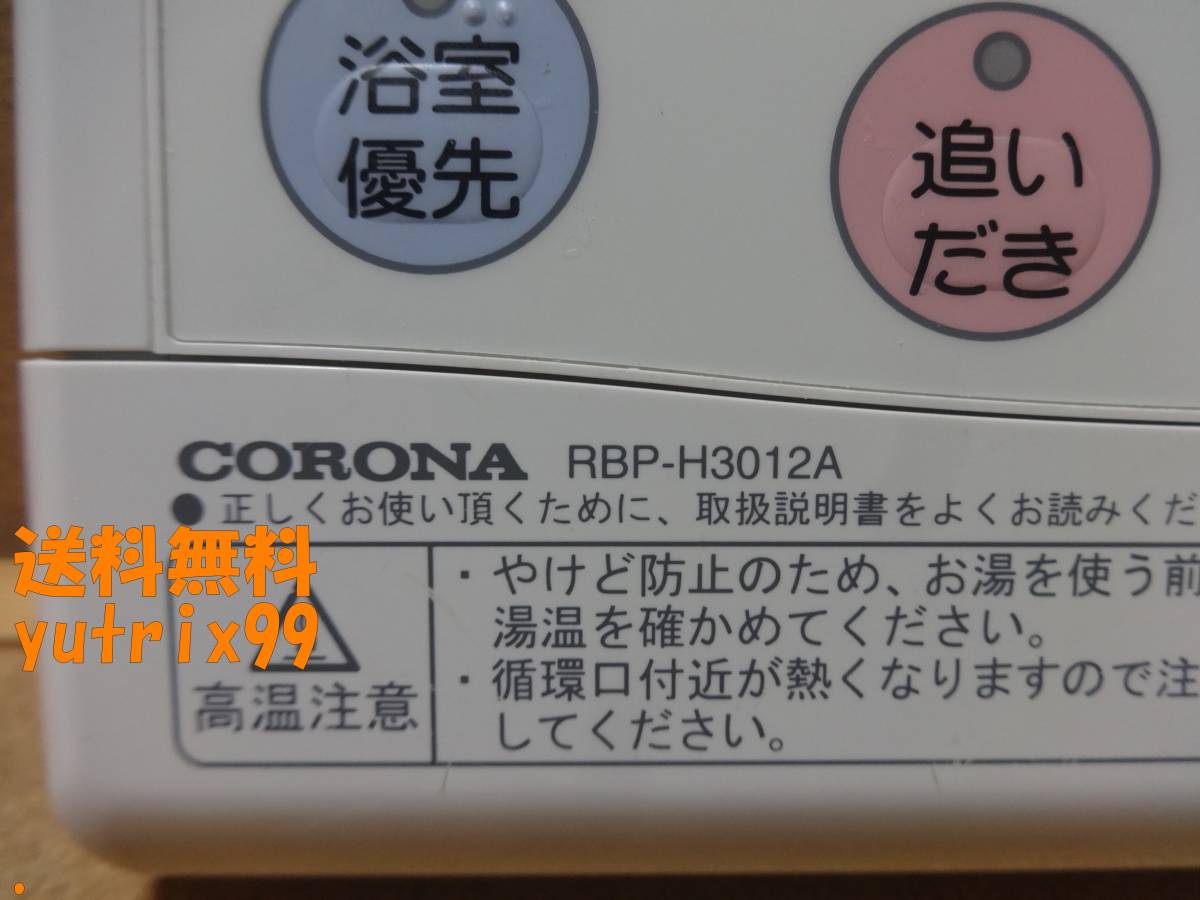 浴室
優先
追い
だき
CORONA RBP-H3012A
●正しくお使い頂くために、取扱説明書をよくお読みくだ
送料無料
yutrix99
高温注意
・やけど防止のため、お湯を使う前
湯温を確かめてください。
・循環口付近が熱くなりますので注
してください。